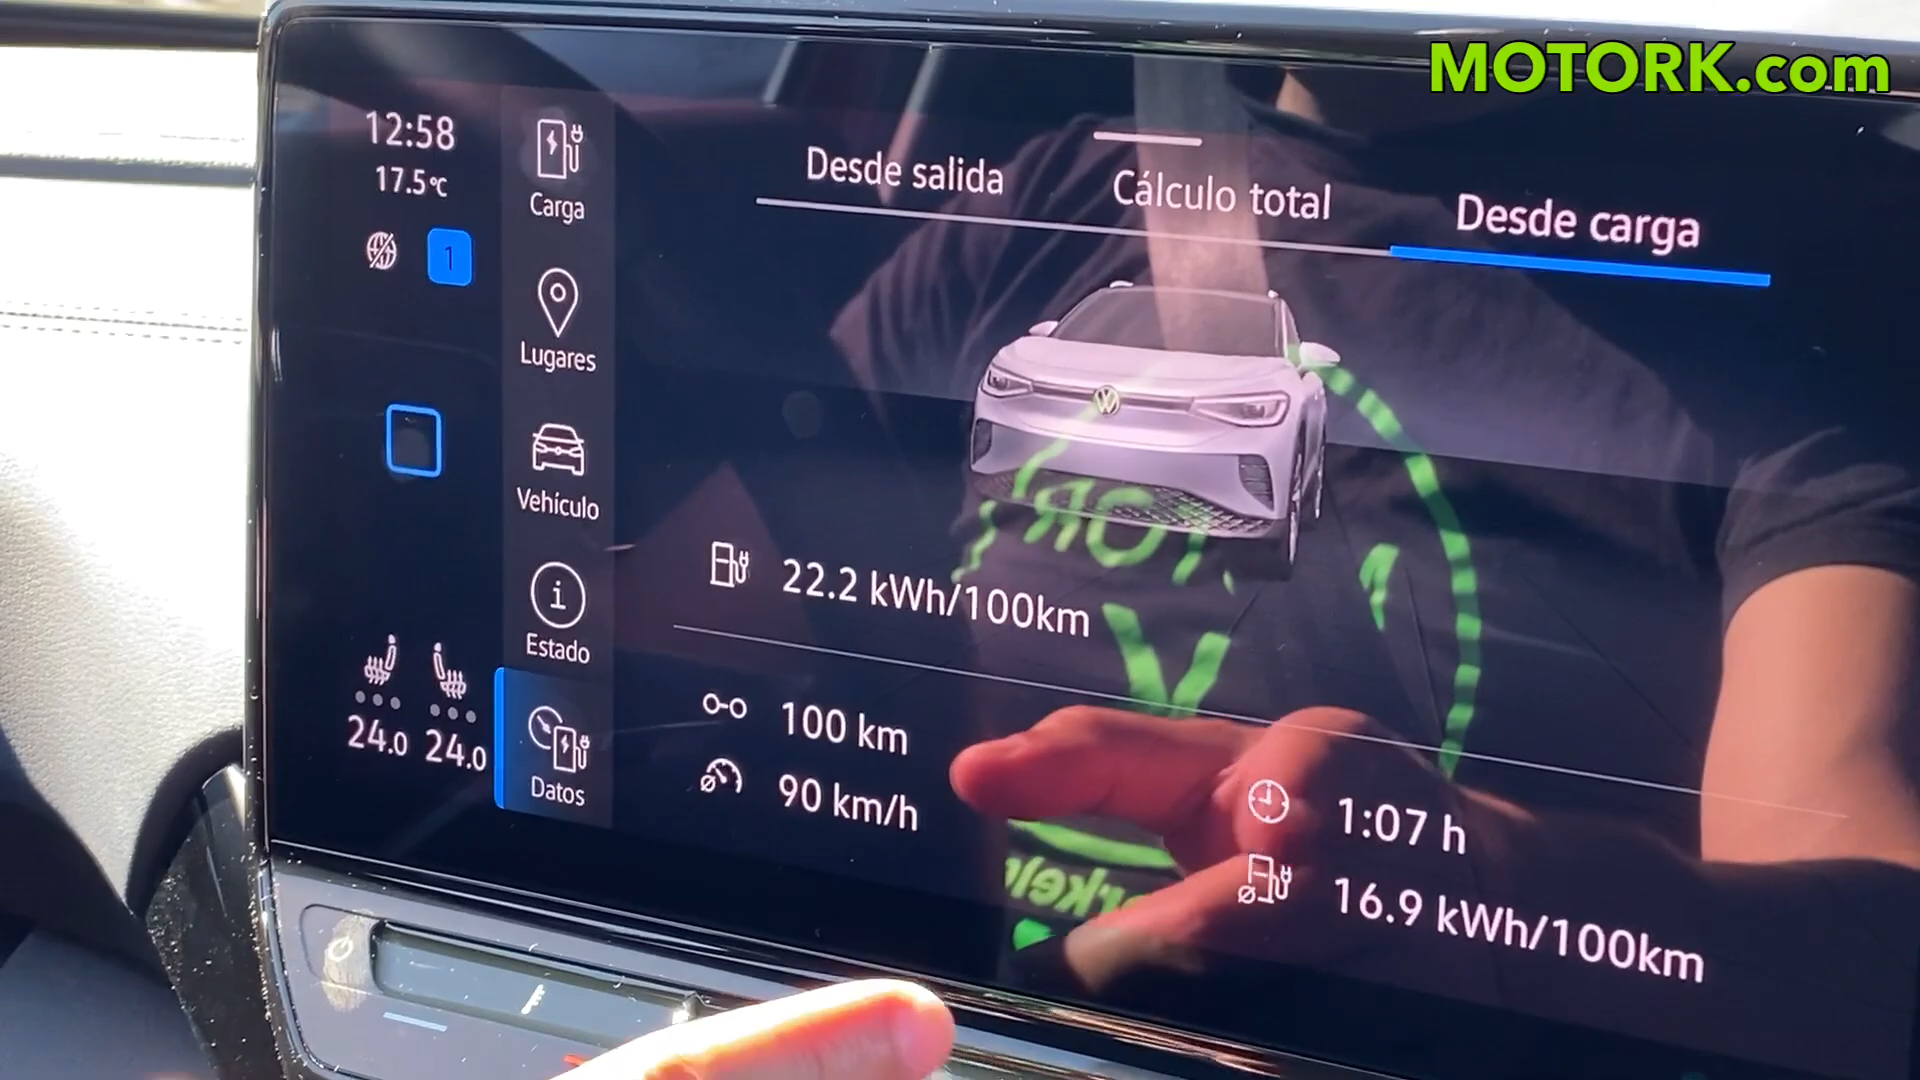 MOTORK.com
12:58
17.5°C
1
Carga
Lugares
Vehículo
Estado
Datos
24.0 24.0
Desde salida
Cálculo total
Desde carga
22.2 kWh/100km
100 km
90 km/h
1:07 h
16.9 kWh/100km